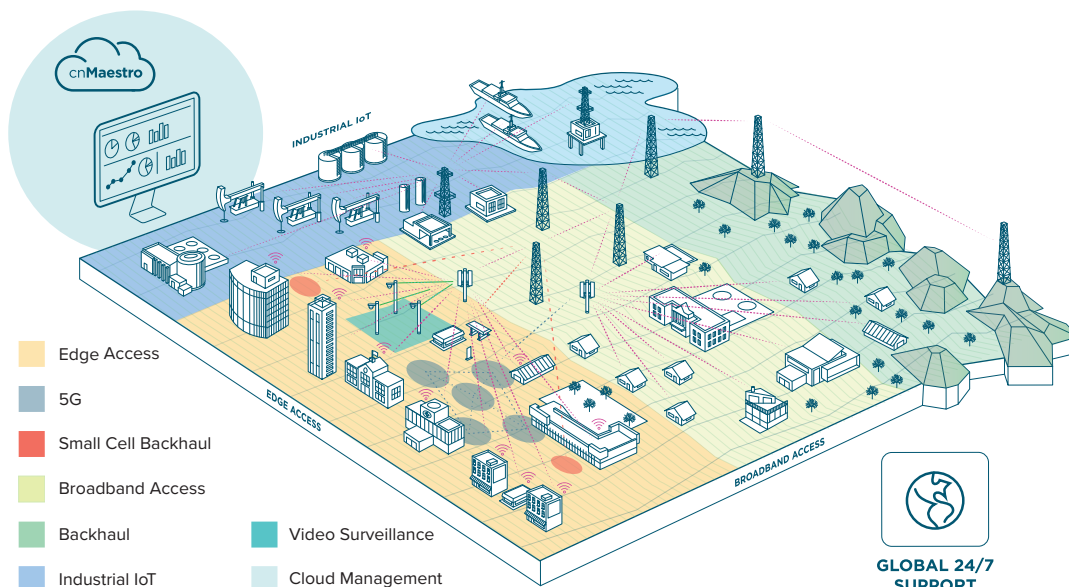 cnMaestro
INDUSTRIAL IoT
EDGE ACCESS
BROADBAND ACCESS
Edge Access
5G
Small Cell Backhaul
Broadband Access
Backhaul
Industrial IoT
Video Surveillance
Cloud Management
GLOBAL 24/7
SUPPORT